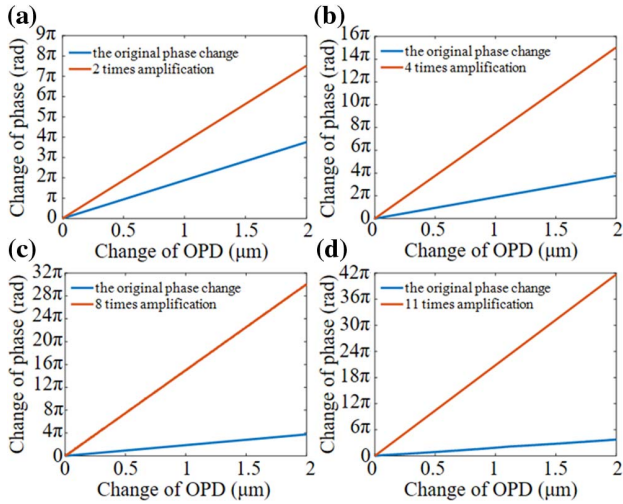 (a)
9π
8π
7π
6π
5π
4π
3π
2π
π
0
Change of phase (rad)
the original phase change
2 times amplification
0 0.5 1 1.5 2
Change of OPD (μm)
(b)
16π
14π
12π
10π
8π
6π
4π
2π
0
Change of phase (rad)
the original phase change
4 times amplification
0 0.5 1 1.5 2
Change of OPD (μm)
(c)
32π
28π
24π
20π
16π
12π
8π
4π
0
Change of phase (rad)
the original phase change
8 times amplification
0 0.5 1 1.5 2
Change of OPD (μm)
(d)
42π
36π
30π
24π
18π
12π
6π
0
Change of phase (rad)
the original phase change
11 times amplification
0 0.5 1 1.5 2
Change of OPD (μm)